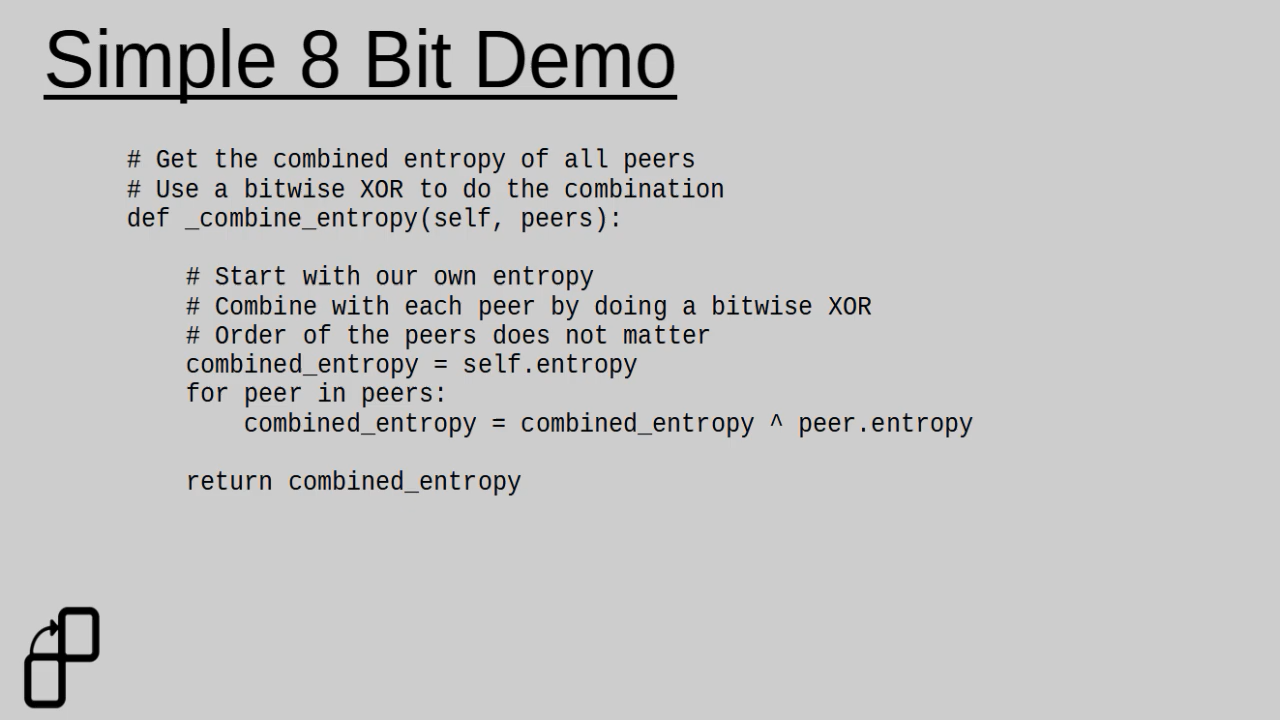 Simple 8 Bit Demo
# Get the combined entropy of all peers
# Use a bitwise XOR to do the combination
def _combine_entropy(self, peers):
# Start with our own entropy
# Combine with each peer by doing a bitwise XOR
# Order of the peers does not matter
combined_entropy = self.entropy
for peer in peers:
combined_entropy = combined_entropy ^ peer.entropy
return combined_entropy